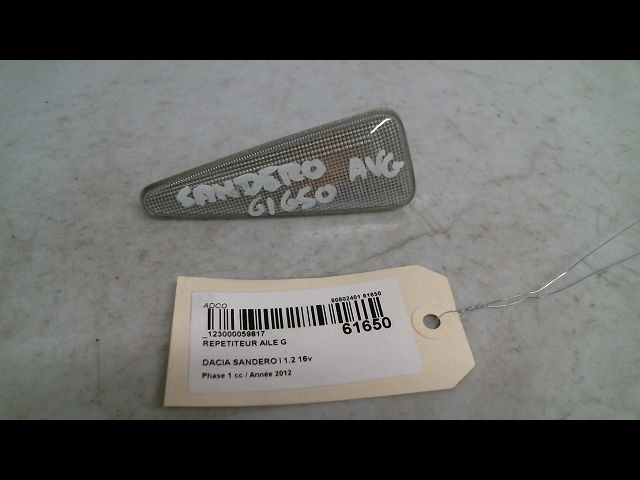 SANDERO AVG
61650
ADCO
80802401 61650
_123000059817
61650
REPETITEUR AILE G
DACIA SANDERO I 1.2 16v
Phase 1 cc / Année 2012